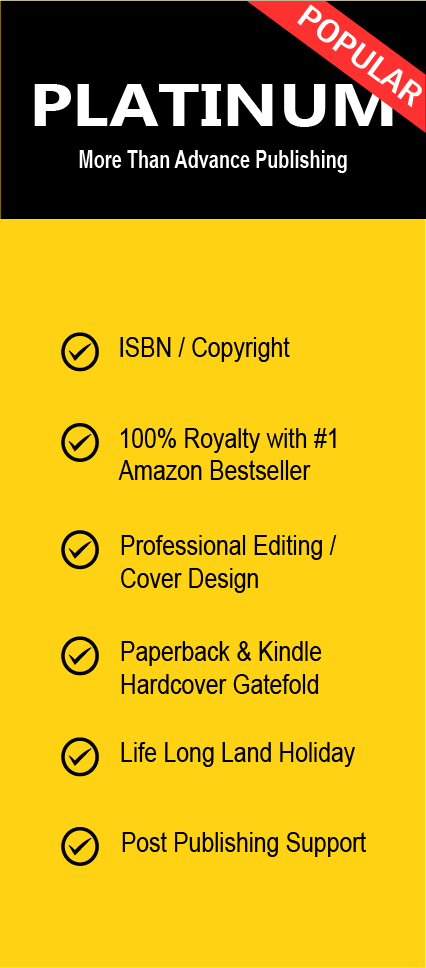 POPULAR
PLATINUM
More Than Advance Publishing
ISBN / Copyright
100% Royalty with #1
Amazon Bestseller
Professional Editing /
Cover Design
Paperback & Kindle
Hardcover Gatefold
Life Long Land Holiday
Post Publishing Support